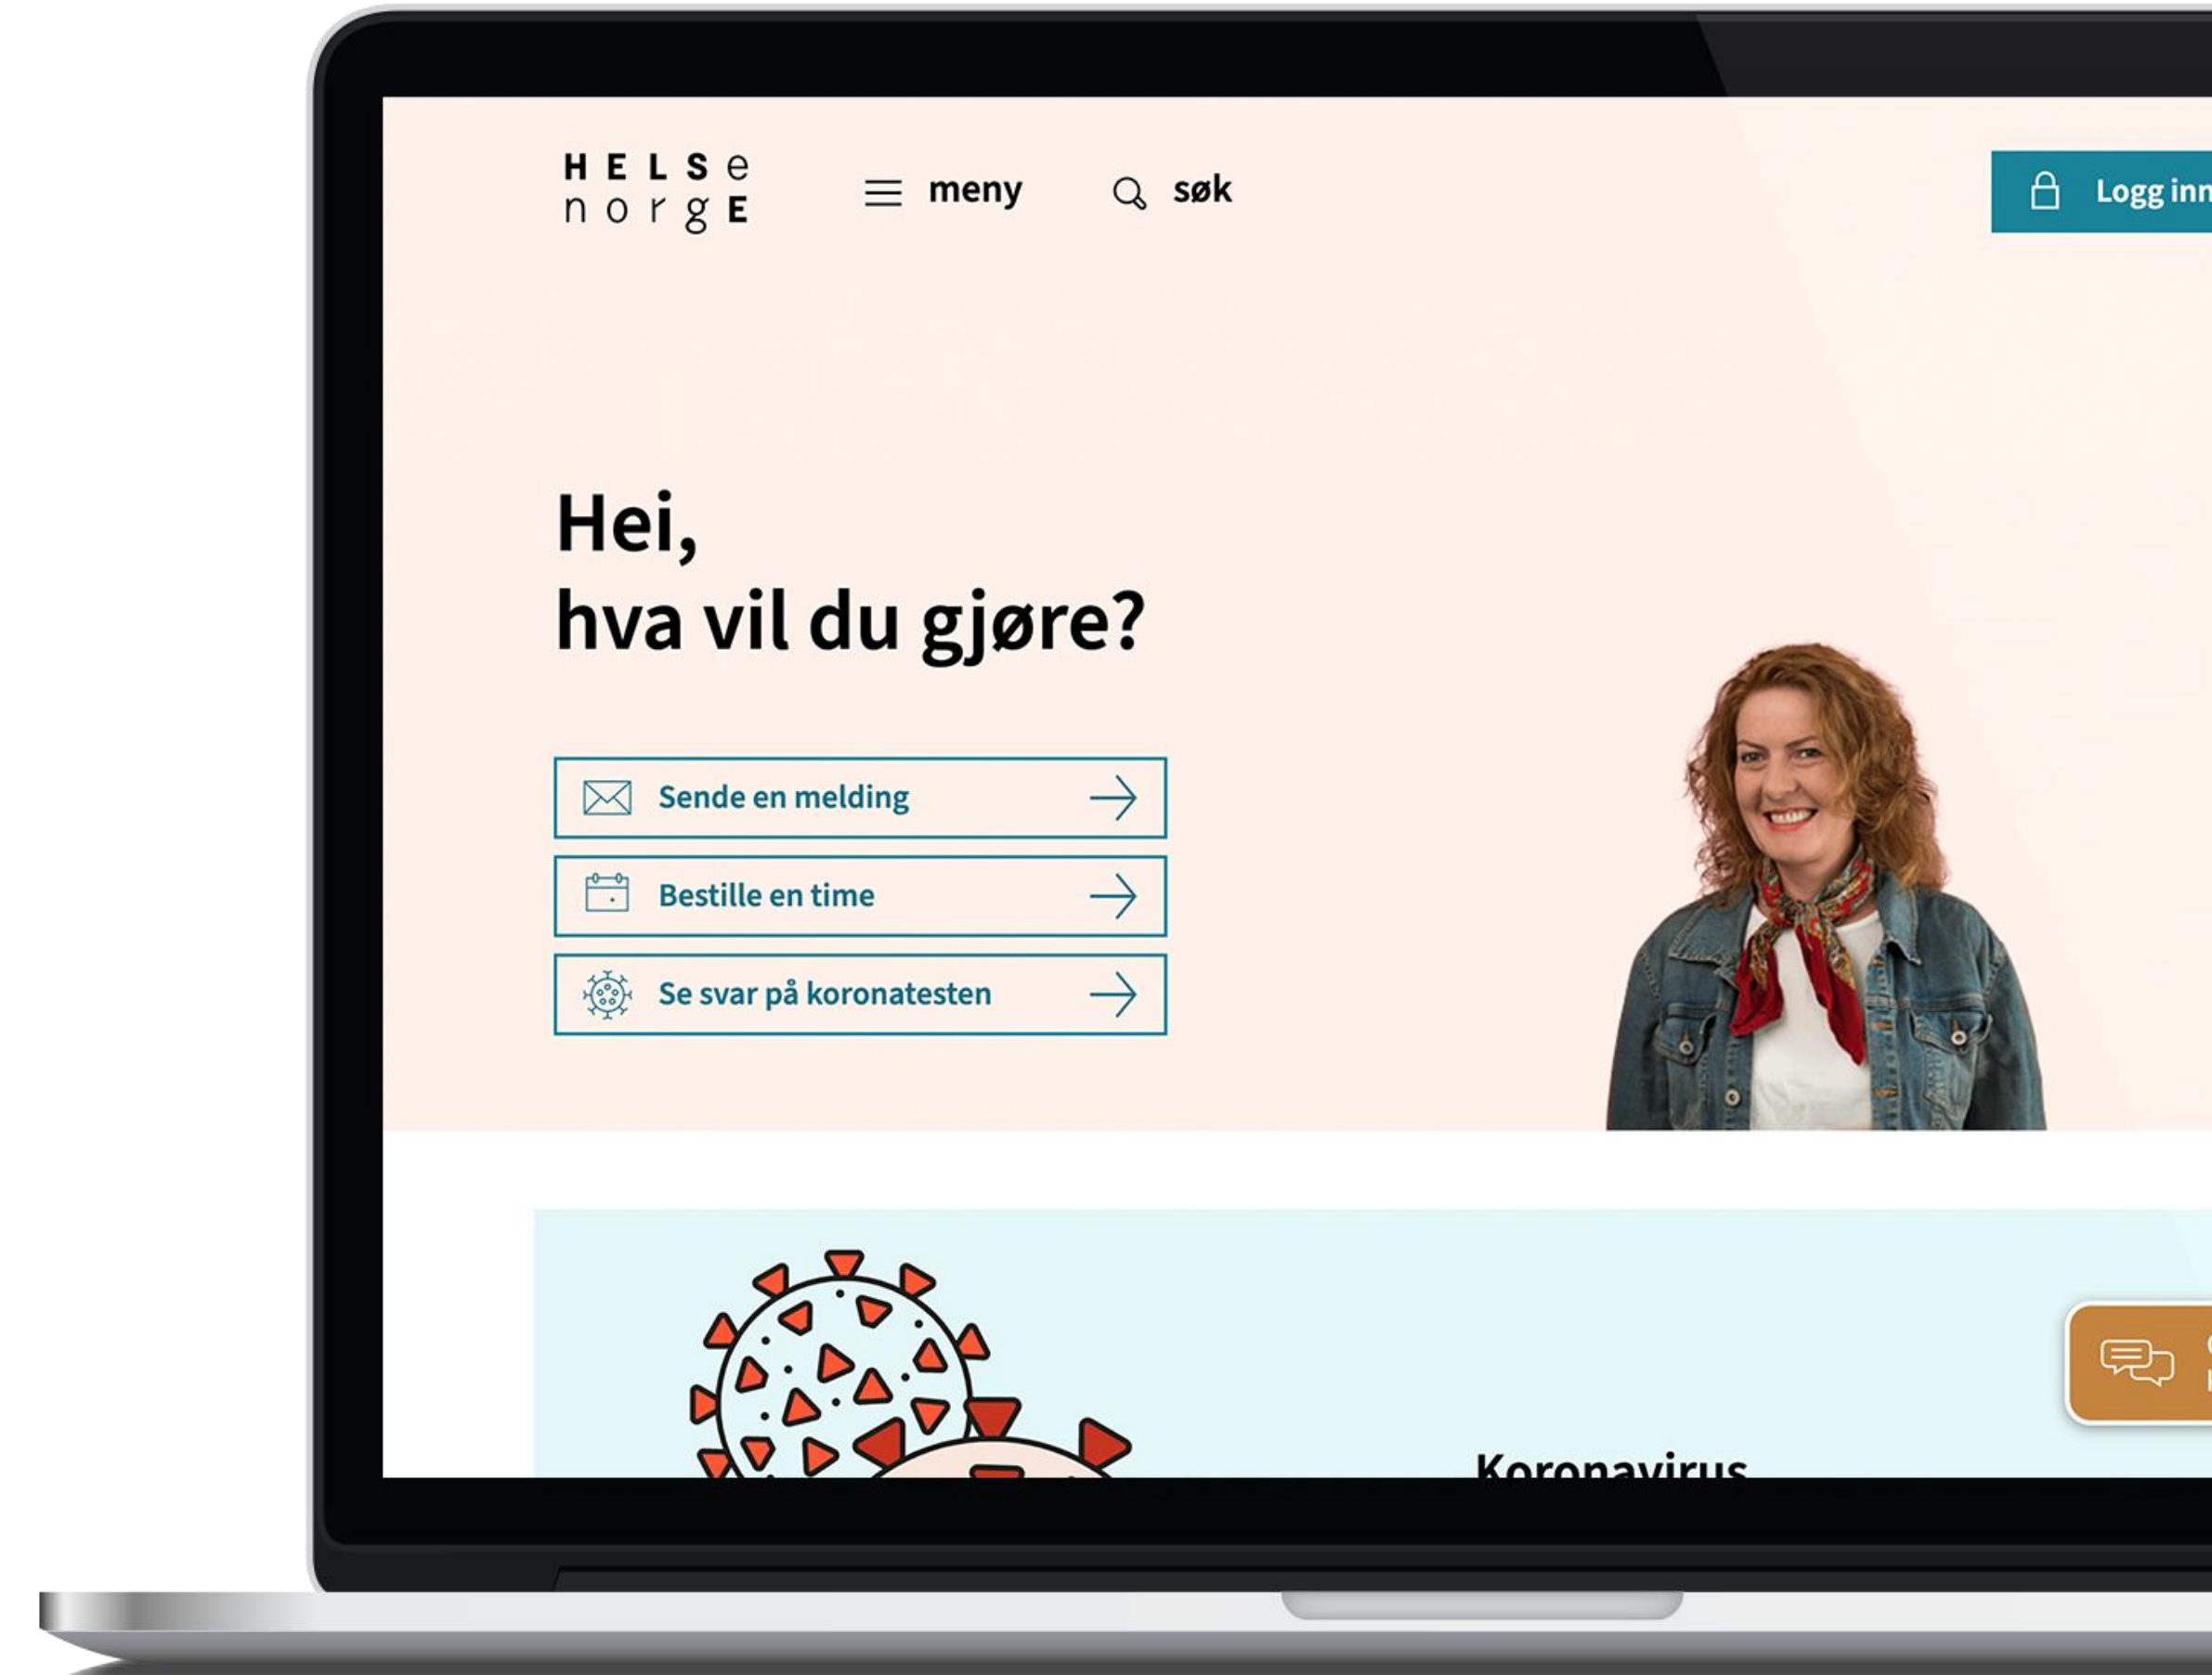 HELSe
norgE
meny
søk
Logg inn
Hei,
hva vil du gjøre?
Sende en melding
Bestille en time
Se svar på koronatesten
Koronavirus